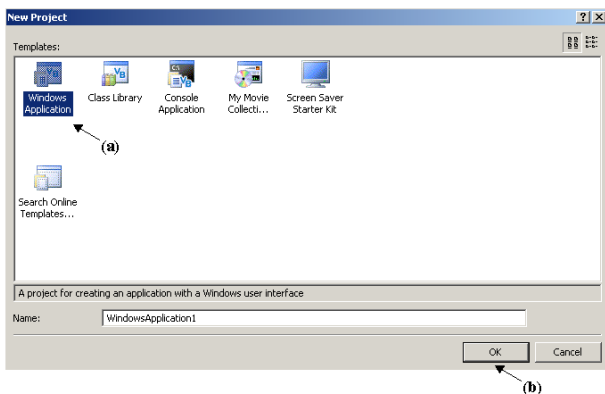 New Project
Templates:
Windows Application
Class Library
Console Application
My Movie Collecti...
Screen Saver Starter Kit
(a)
Search Online Templates...
A project for creating an application with a Windows user interface
Name: WindowsApplication1
OK Cancel
(b)